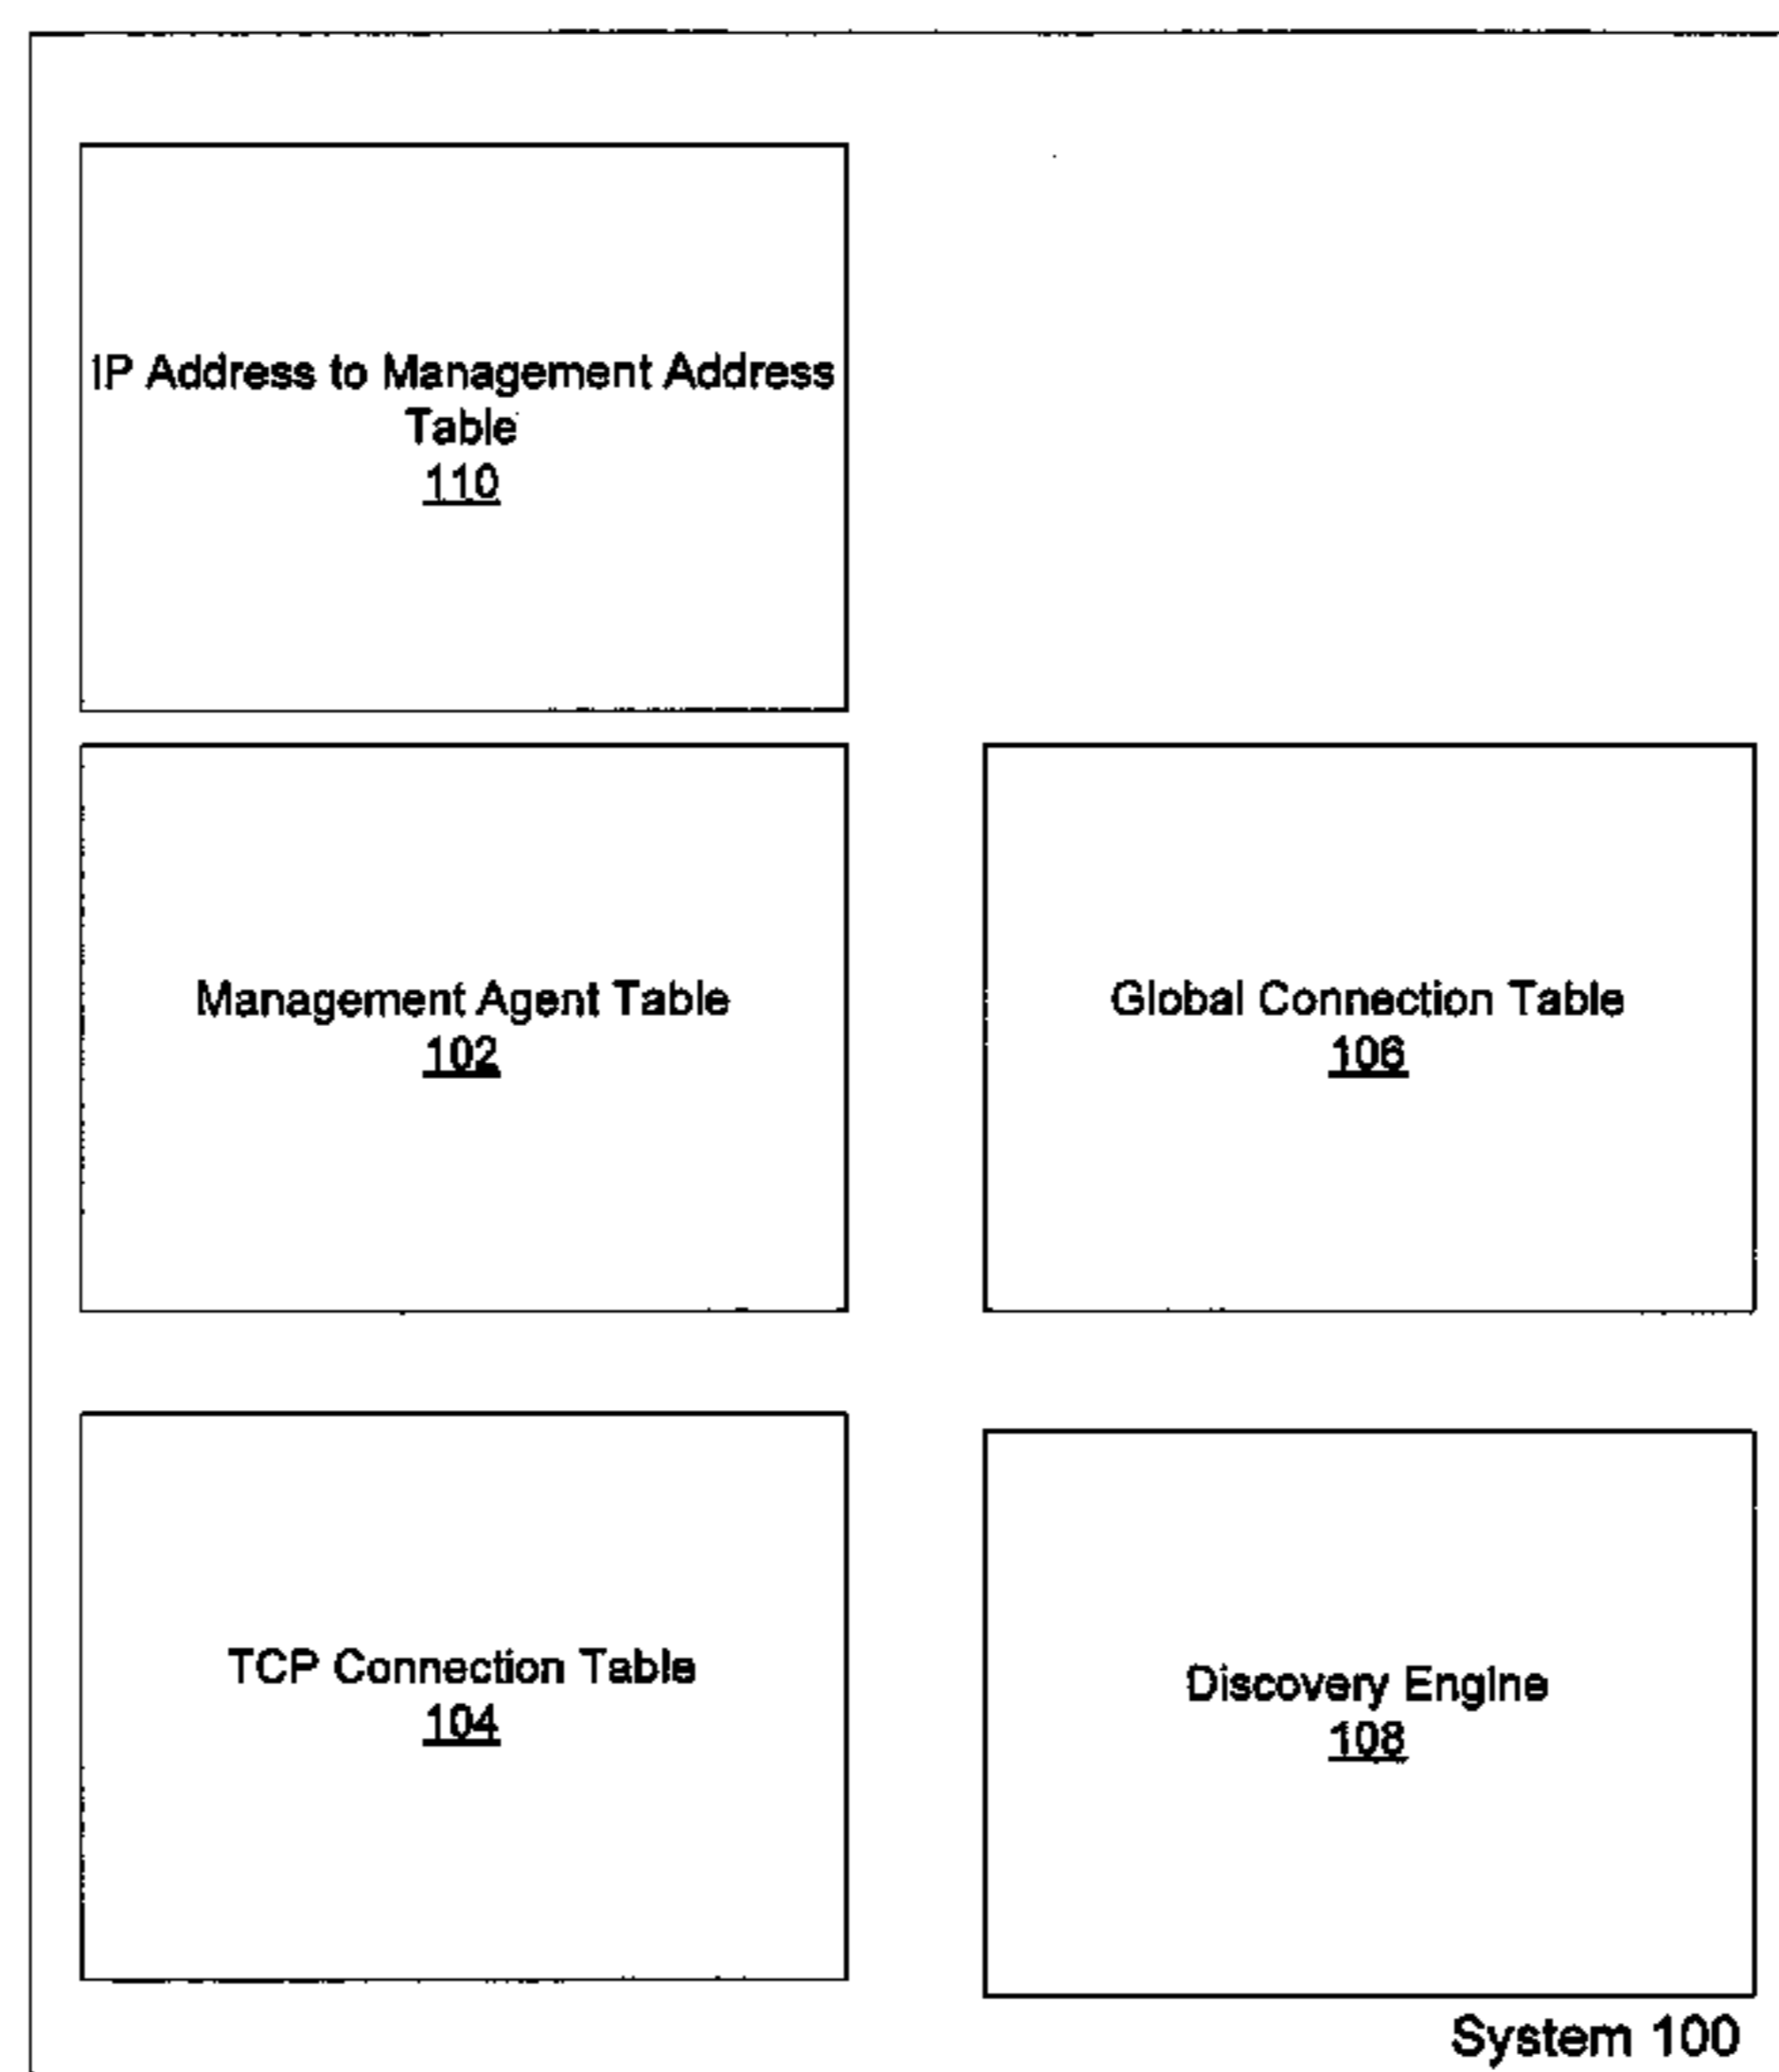 IP Address to Management Address
Table
110
Management Agent Table
102
Global Connection Table
106
TCP Connection Table
104
Discovery Engine
108
System 100